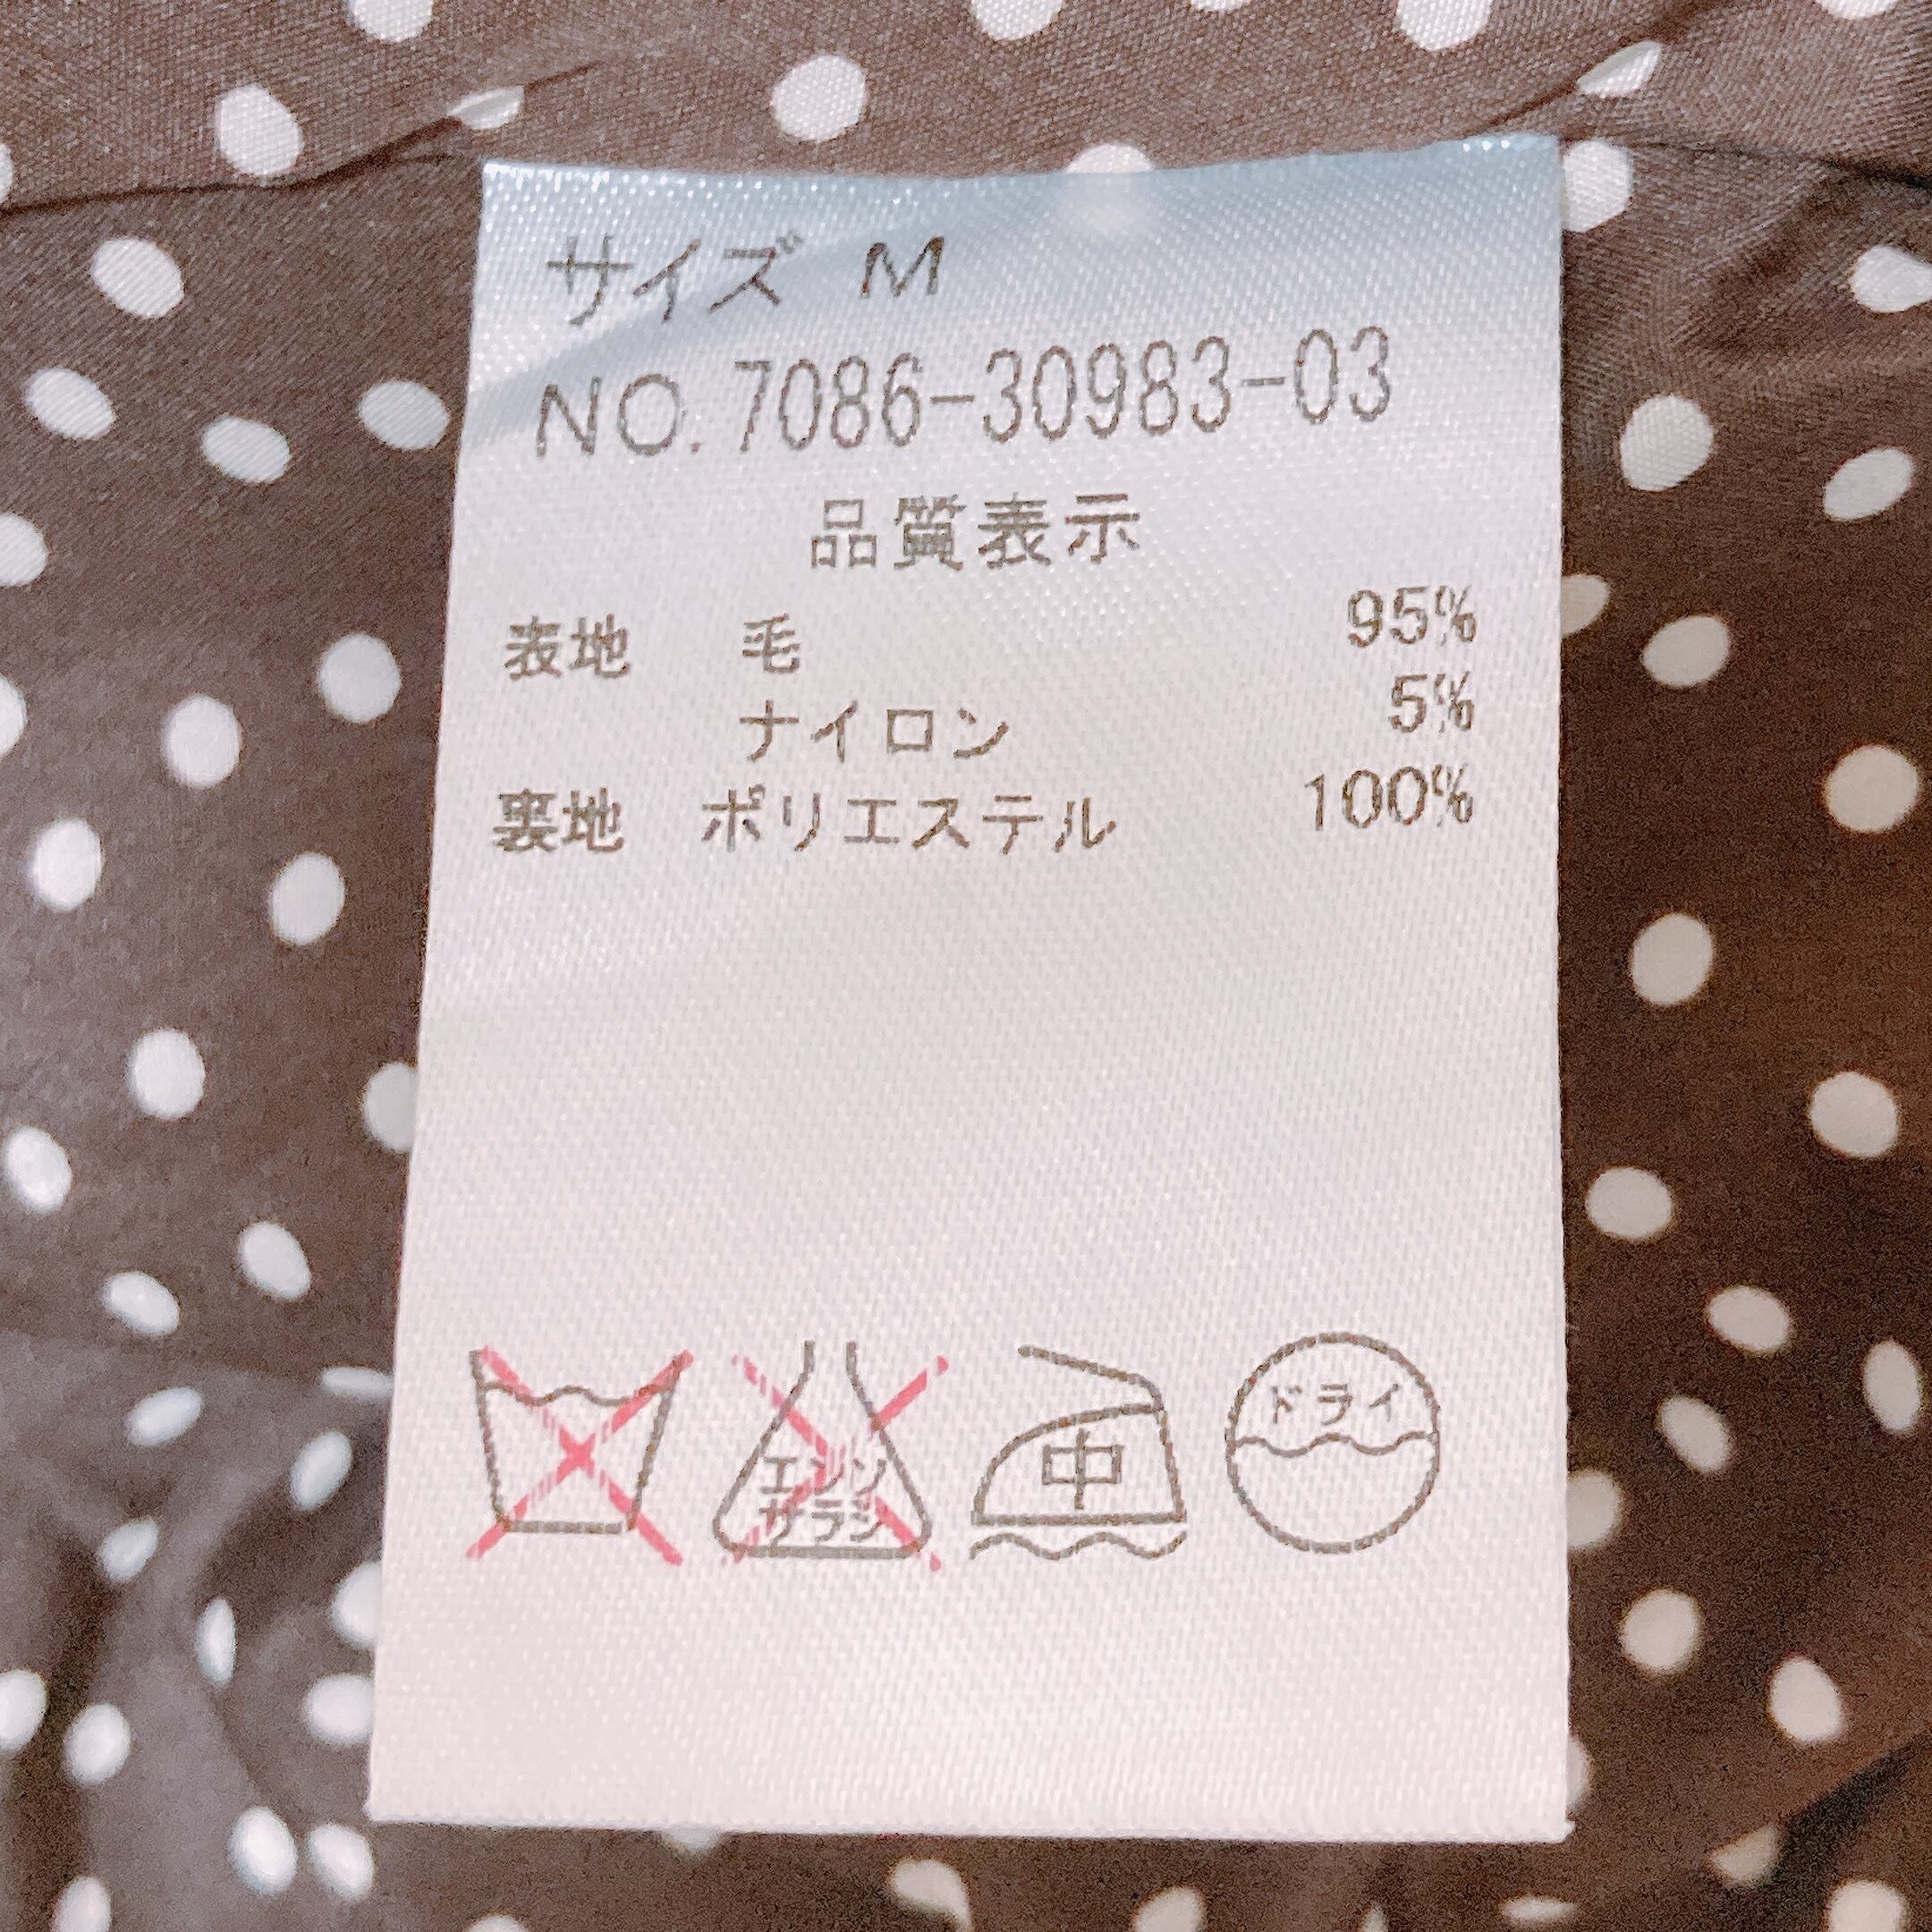 サイズ M
NO. 7086-30983-03
品質表示
表地 毛 95%
ナイロン 5%
裏地 ポリエステル 100%
エンソ
サラシ
中
ドライ